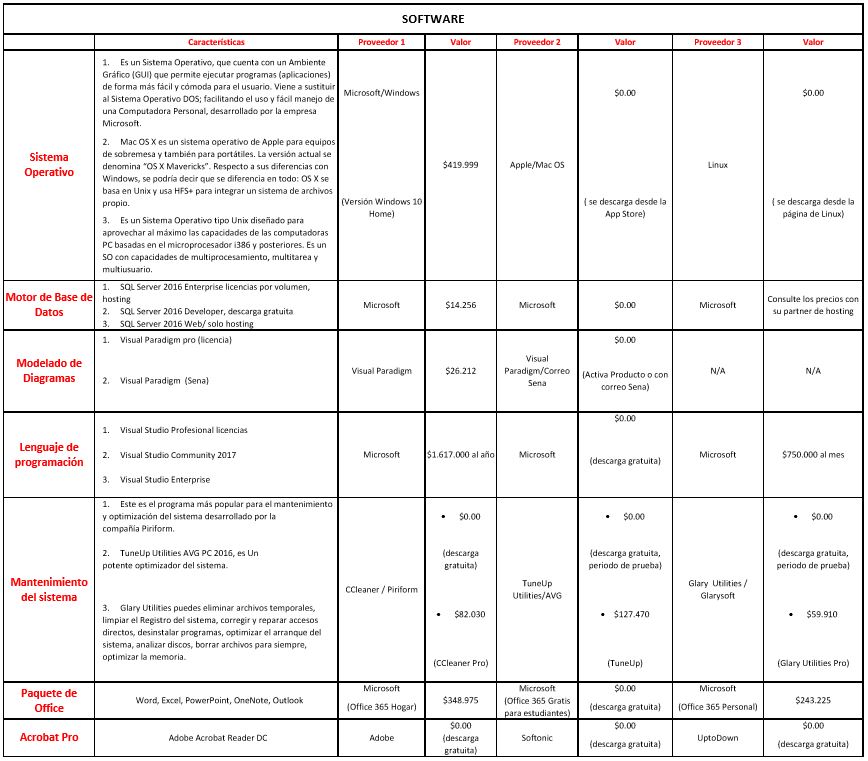 SOFTWARE
Características
Proveedor 1
Valor
Proveedor 2
Valor
Proveedor 3
Valor
Sistema
Operativo
1. Es un Sistema Operativo, que cuenta con un Ambiente
Gráfico (GUI) que permite ejecutar programas (aplicaciones)
de forma más fácil y cómoda para el usuario. Viene a sustituir
al Sistema Operativo DOS; facilitando el uso y fácil manejo de
una Computadora Personal, desarrollado por la empresa
Microsoft.
2. Mac OS X es un sistema operativo de Apple para equipos
de sobremesa y también para portátiles. La versión actual se
denomina “OS X Mavericks”. Respecto a sus diferencias con
Windows, se podría decir que se diferencia en todo: OS X se
basa en Unix y usa HFS+ para integrar un sistema de archivos
propio.
3. Es un Sistema Operativo tipo Unix diseñado para
aprovechar al máximo las capacidades de las computadoras
PC basadas en el microprocesador i386 y posteriores. Es un
SO con capacidades de multiprocesamiento, multitarea y
multiusuario.
Microsoft/Windows
(Versión Windows 10
Home)
$419.999
Apple/Mac OS
$0.00
( se descarga desde la
App Store)
Linux
$0.00
( se descarga desde la
página de Linux)
Motor de Base de
Datos
1. SQL Server 2016 Enterprise licencias por volumen,
hosting
2. SQL Server 2016 Developer, descarga gratuita
3. SQL Server 2016 Web/ solo hosting
Microsoft
$14.256
Microsoft
$0.00
Microsoft
Consulte los precios con
su partner de hosting
Modelado de
Diagramas
1. Visual Paradigm pro (licencia)
2. Visual Paradigm (Sena)
Visual Paradigm
$26.212
Visual
Paradigm/Correo
Sena
$0.00
(Activa Producto o con
correo Sena)
N/A
N/A
Lenguaje de
programación
1. Visual Studio Profesional licencias
2. Visual Studio Community 2017
3. Visual Studio Enterprise
Microsoft
$1.617.000 al año
Microsoft
$0.00
(descarga gratuita)
Microsoft
$750.000 al mes
Mantenimiento
del sistema
1. Este es el programa más popular para el mantenimiento
y optimización del sistema desarrollado por la
compañía Piriform.
2. TuneUp Utilities AVG PC 2016, es Un
potente optimizador del sistema.
3. Glary Utilities puedes eliminar archivos temporales,
limpiar el Registro del sistema, corregir y reparar accesos
directos, desinstalar programas, optimizar el arranque del
sistema, analizar discos, borrar archivos para siempre,
optimizar la memoria.
CCleaner / Piriform
• $0.00
(descarga
gratuita)
• $82.030
(CCleaner Pro)
TuneUp
Utilities/AVG
• $0.00
(descarga gratuita,
periodo de prueba)
• $127.470
(TuneUp)
Glary Utilities /
Glarysoft
• $0.00
(descarga gratuita,
periodo de prueba)
• $59.910
(Glary Utilities Pro)
Paquete de
Office
Word, Excel, PowerPoint, OneNote, Outlook
Microsoft
(Office 365 Hogar)
$348.975
Microsoft
(Office 365 Gratis
para estudiantes)
$0.00
(descarga gratuita)
Microsoft
(Office 365 Personal)
$243.225
Acrobat Pro
Adobe Acrobat Reader DC
Adobe
$0.00
(descarga
gratuita)
Softonic
$0.00
(descarga gratuita)
UptoDown
$0.00
(descarga gratuita)